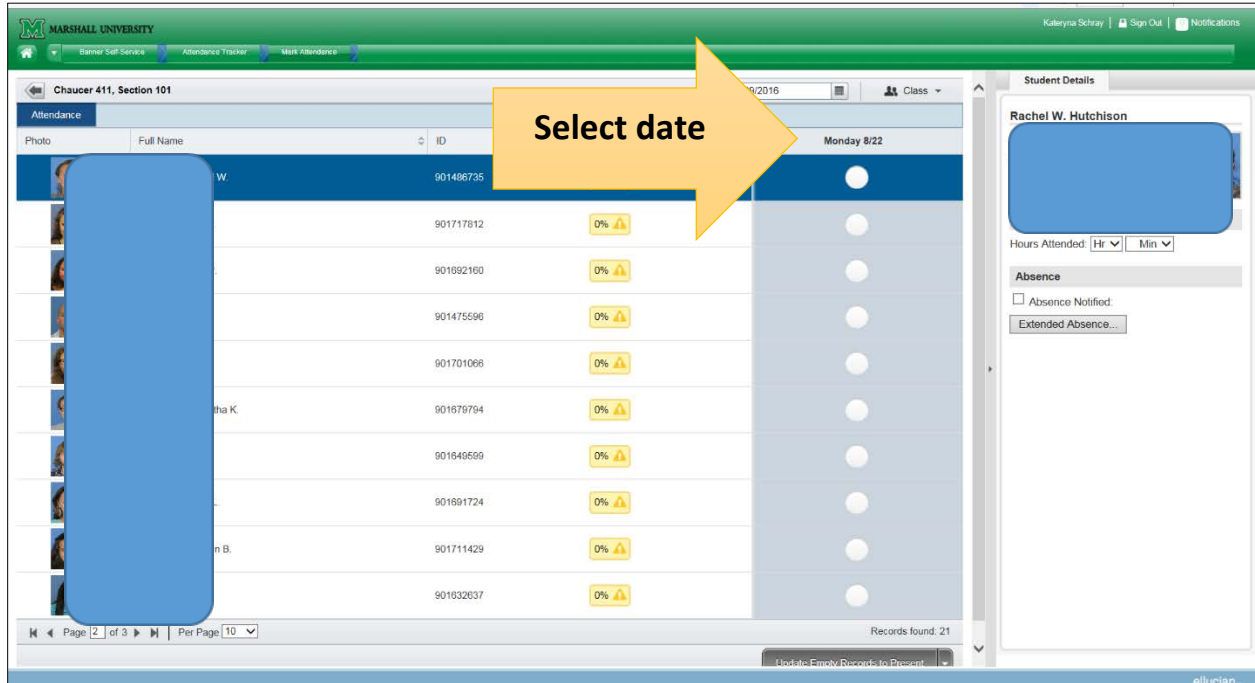 MARSHALL UNIVERSITY
Kateryna Schray | Sign Out | Notifications
Banner Self-Service Attendance Tracker Mark Attendance
Chaucer 411, Section 101
9/2016 Class
Student Details
Attendance
Rachel W. Hutchison
Select date
Photo Full Name ID Monday 8/22
W. 901486735
901717812 0%
901692160 0%
901475596 0%
901701066 0%
tha K. 901679794 0%
901649599 0%
901691724 0%
n B. 901711429 0%
901632637 0%
Hours Attended: Hr Min
Absence
Absence Notified:
Extended Absence...
Page 2 of 3 | Per Page 10 Records found: 21
Update Empty Records to Present
ellucian